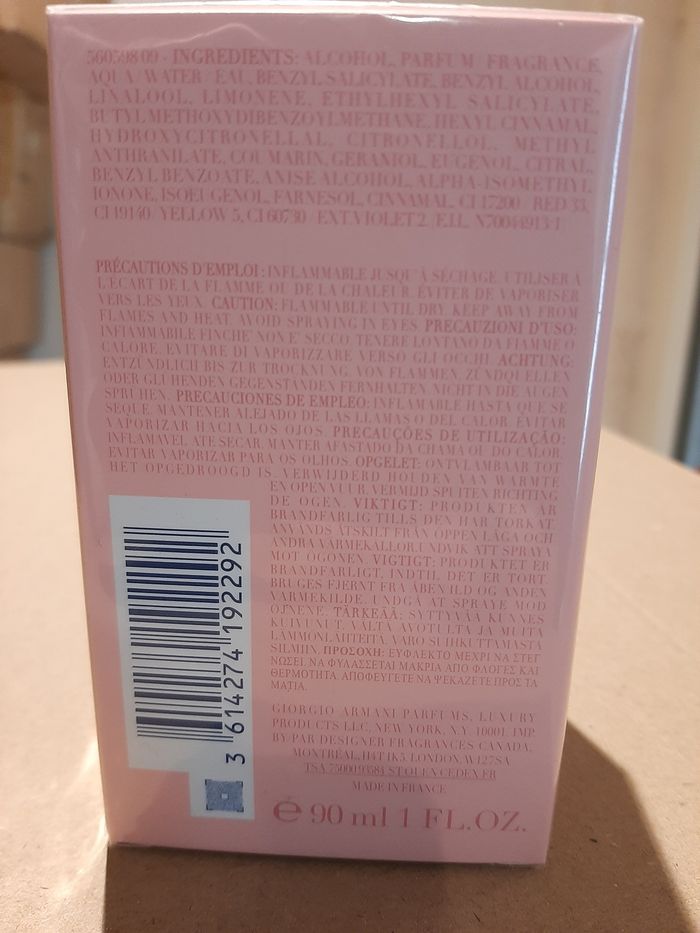 560598 09 - INGREDIENTS: ALCOHOL, PARFUM / FRAGRANCE,
AQUA / WATER / EAU, BENZYL SALICYLATE, BENZYL ALCOHOL,
LINALOOL, LIMONENE, ETHYLHEXYL SALICYLATE,
BUTYL METHOXYDIBENZOYLMETHANE, HEXYL CINNAMAL,
HYDROXYCITRONELLAL, CITRONELLOL, METHYL
ANTHRANILATE, COUMARIN, GERANIOL, EUGENOL, CITRAL,
BENZYL BENZOATE, ANISE ALCOHOL, ALPHA-ISOMETHYL
IONONE, ISOEUGENOL, FARNESOL, CINNAMAL, CI 17200 / RED 33,
CI 19140 / YELLOW 5, CI 60730 / EXT. VIOLET 2 / F.I.L. N70044913/1
PRÉCAUTIONS D'EMPLOI : INFLAMMABLE JUSQU'À SÉCHAGE. UTILISER À
L'ÉCART DE LA FLAMME OU DE LA CHALEUR. ÉVITER DE VAPORISER
VERS LES YEUX. CAUTION: FLAMMABLE UNTIL DRY. KEEP AWAY FROM
FLAMES AND HEAT. AVOID SPRAYING IN EYES. PRECAUZIONI D'USO:
INFIAMMABILE FINCHE' NON E' SECCO. TENERE LONTANO DA FIAMME O
CALORE. EVITARE DI VAPORIZZARE VERSO GLI OCCHI. ACHTUNG:
ENTZÜNDLICH BIS ZUR TROCKNUNG. VON FLAMMEN, ZÜNDQUELLEN
ODER GLÜHENDEN GEGENSTÄNDEN FERNHALTEN. NICHT IN DIE AUGEN
SPRÜHEN. PRECAUCIONES DE EMPLEO: INFLAMABLE HASTA QUE SE
SEQUE. MANTENER ALEJADO DE LAS LLAMAS O DEL CALOR. EVITAR
VAPORIZAR HACIA LOS OJOS. PRECAUÇÕES DE UTILIZAÇÃO:
INFLAMÁVEL ATÉ SECAR. MANTER AFASTADO DA CHAMA OU DO CALOR.
EVITAR VAPORIZAR PARA OS OLHOS. OPGELET: ONTVLAMBAAR TOT
HET OPGEDROOGD IS. VERWIJDERD HOUDEN VAN WARMTE
EN OPEN VUUR. VERMIJD SPUITEN RICHTING
DE OGEN. VIKTIGT: PRODUKTEN ÄR
BRANDFARLIG TILLS DEN HAR TORKAT.
ANVÄNDS ÅTSKILT FRÅN ÖPPEN LÅGA OCH
ANDRA VÄRMEKÄLLOR. UNDVIK ATT SPRAYA
MOT ÖGONEN. VIGTIGT: PRODUKTET ER
BRANDFARLIGT, INDTIL DET ER TØRT.
BRUGES FJERNT FRA ÅBEN ILD OG ANDEN
VARMEKILDE. UNDGÅ AT SPRAYE MOD
ØJNENE. TÄRKEÄÄ: SYTTYVÄÄ KUNNES
KUIVUNUT. VÄLTÄ AVOTULTA JA MUITA
LÄMMÖNLÄHTEITÄ. VARO SUIHKUTTAMASTA
SILMIIN. ΠΡΟΣΟΧΗ: ΕΥΦΛΕΚΤΟ ΜΕΧΡΙ ΝΑ ΣΤΕΓ
ΝΩΣΕΙ. ΝΑ ΦΥΛΑΣΣΕΤΑΙ ΜΑΚΡΙΑ ΑΠΟ ΦΛΟΓΕΣ ΚΑΙ
ΘΕΡΜΟΤΗΤΑ. ΑΠΟΦΕΥΓΕΤΕ ΝΑ ΨΕΚΑΖΕΤΕ ΠΡΟΣ ΤΑ
ΜΑΤΙΑ.
GIORGIO ARMANI PARFUMS, LUXURY
PRODUCTS LLC, NEW YORK, N.Y. 10001. IMP.
BY/PAR DESIGNER FRAGRANCES CANADA,
MONTRÉAL, H4T 1K5. LONDON, W127SA
TSA 75001 93584 ST OUEN CEDEX, FR
MADE IN FRANCE
3 614274 192292
℮ 90 ml 1 FL.OZ.